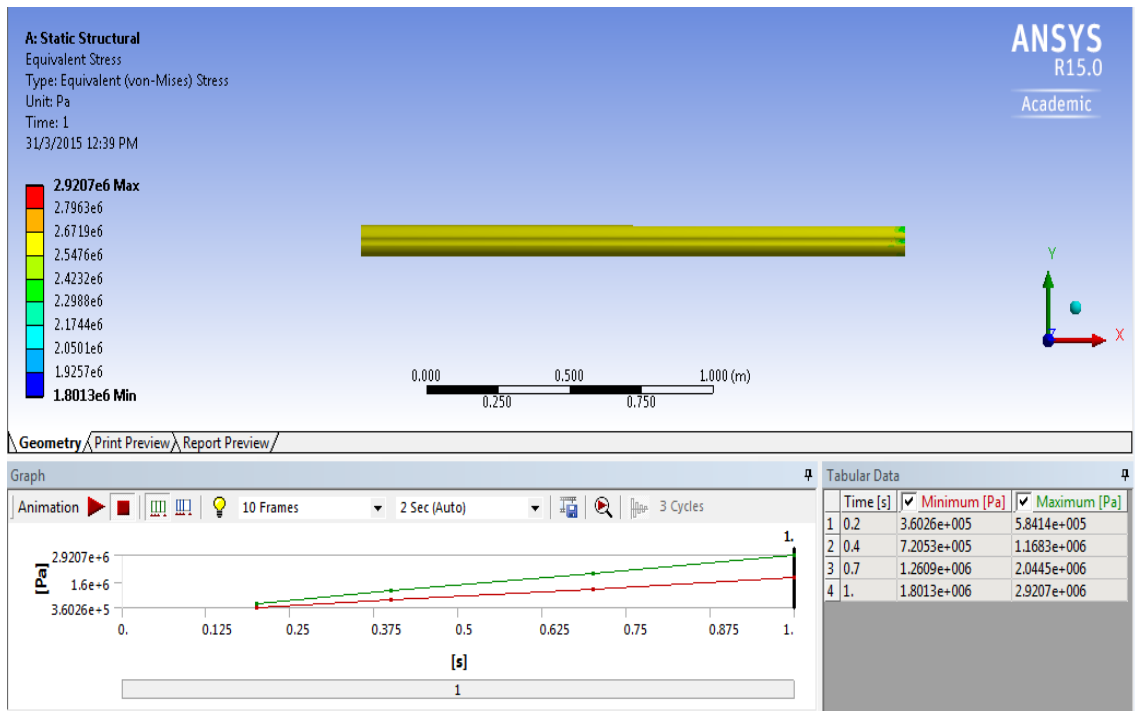 A: Static Structural
Equivalent Stress
Type: Equivalent (von-Mises) Stress
Unit: Pa
Time: 1
31/3/2015 12:39 PM
ANSYS
R15.0
Academic
2.9207e6 Max
2.7963e6
2.6719e6
2.5476e6
2.4232e6
2.2988e6
2.1744e6
2.0501e6
1.9257e6
1.8013e6 Min
Y
X
Z
0.000 0.500 1.000 (m)
0.250 0.750
Geometry Print Preview Report Preview
Graph
Animation 10 Frames 2 Sec (Auto) 3 Cycles
1.
2.9207e+6
1.6e+6
3.6026e+5
[Pa]
0. 0.125 0.25 0.375 0.5 0.625 0.75 0.875 1.
[s]
1
Tabular Data
Time [s] Minimum [Pa] Maximum [Pa]
1 0.2 3.6026e+005 5.8414e+005
2 0.4 7.2053e+005 1.1683e+006
3 0.7 1.2609e+006 2.0445e+006
4 1. 1.8013e+006 2.9207e+006